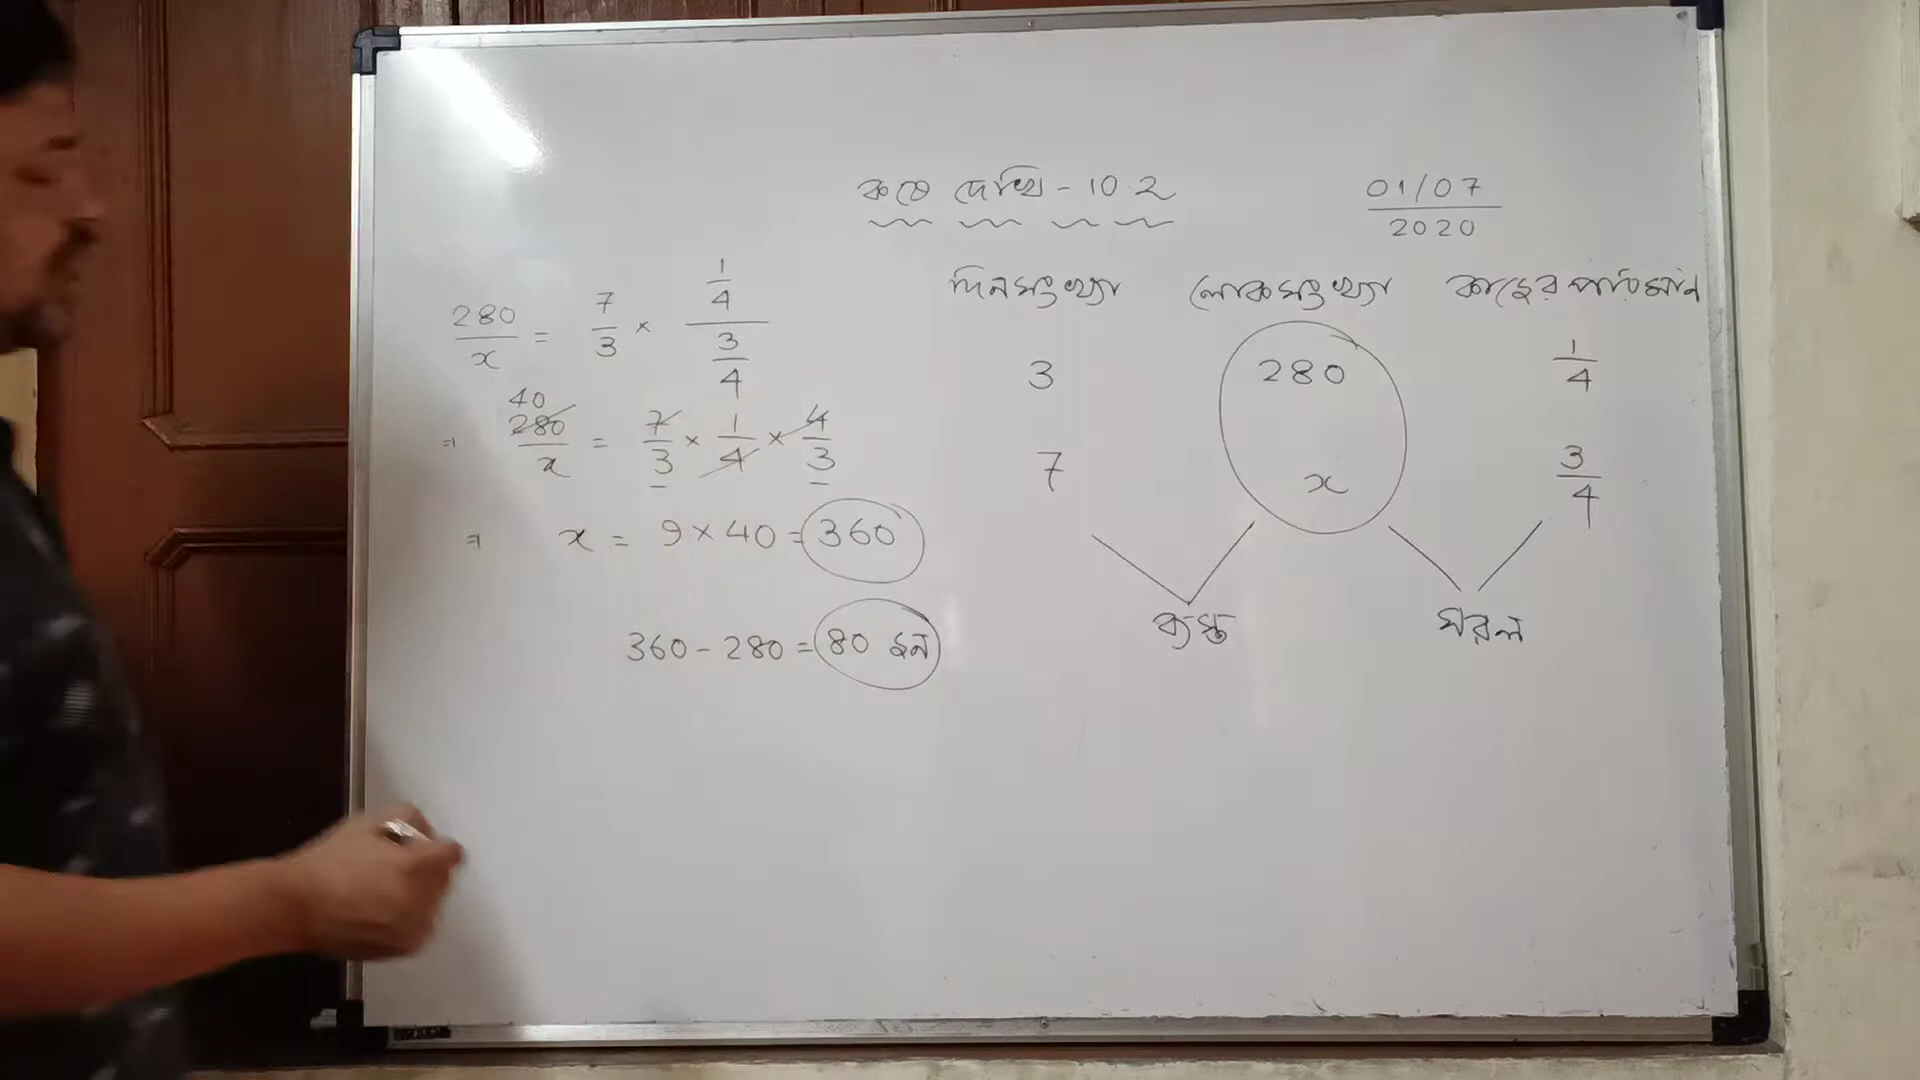 কষে দেখি - 10.2
01/07
2020
দিনসংখ্যা লোকসংখ্যা কাজের পরিমান
3 280 1/4
7 x 3/4
ব্যস্ত সরল
280/x = 7/3 × (1/4)/(3/4)
40
⇒ 280/x = 7/3 × 1/4 × 4/3
⇒ x = 9 × 40 = 360
360 - 280 = 80 জন